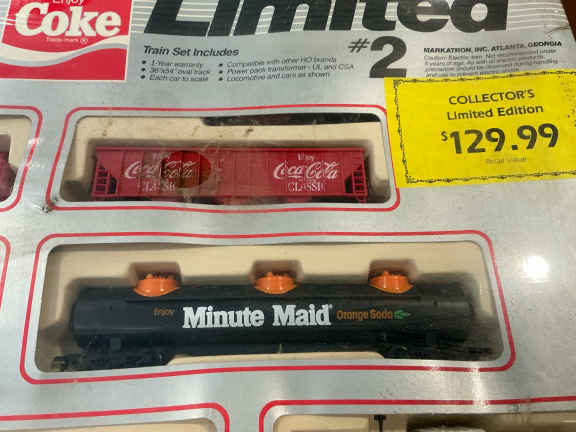 Enjoy
Coke
Trade-mark ®
Limited
#2
Train Set Includes
• 1-Year warranty
• 36"x54" oval track
• Each car to scale
• Compatible with other HO brands
• Power pack transformer - UL and CSA
• Locomotive and cars as shown
MARKATRON, INC. ATLANTA, GEORGIA
COLLECTOR'S
Limited Edition
$129.99
Retail Value
Enjoy
Coca-Cola
CLASSIC
Enjoy
Coca-Cola
CLASSIC
Enjoy Minute Maid® Orange Soda